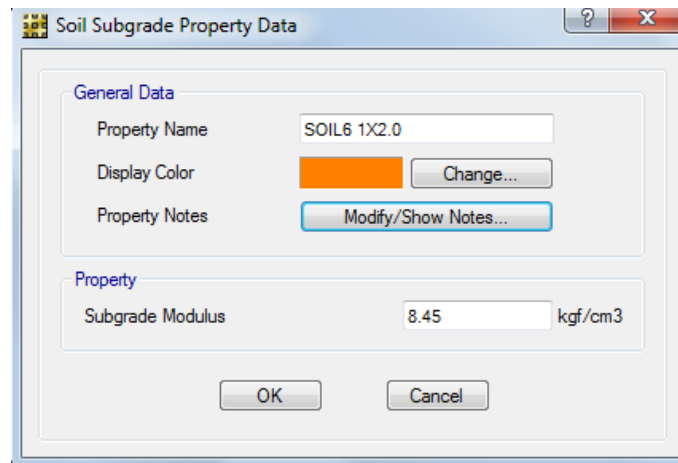 Soil Subgrade Property Data
General Data
Property Name SOIL6 1X2.0
Display Color Change...
Property Notes Modify/Show Notes...
Property
Subgrade Modulus 8.45 kgf/cm3
OK Cancel